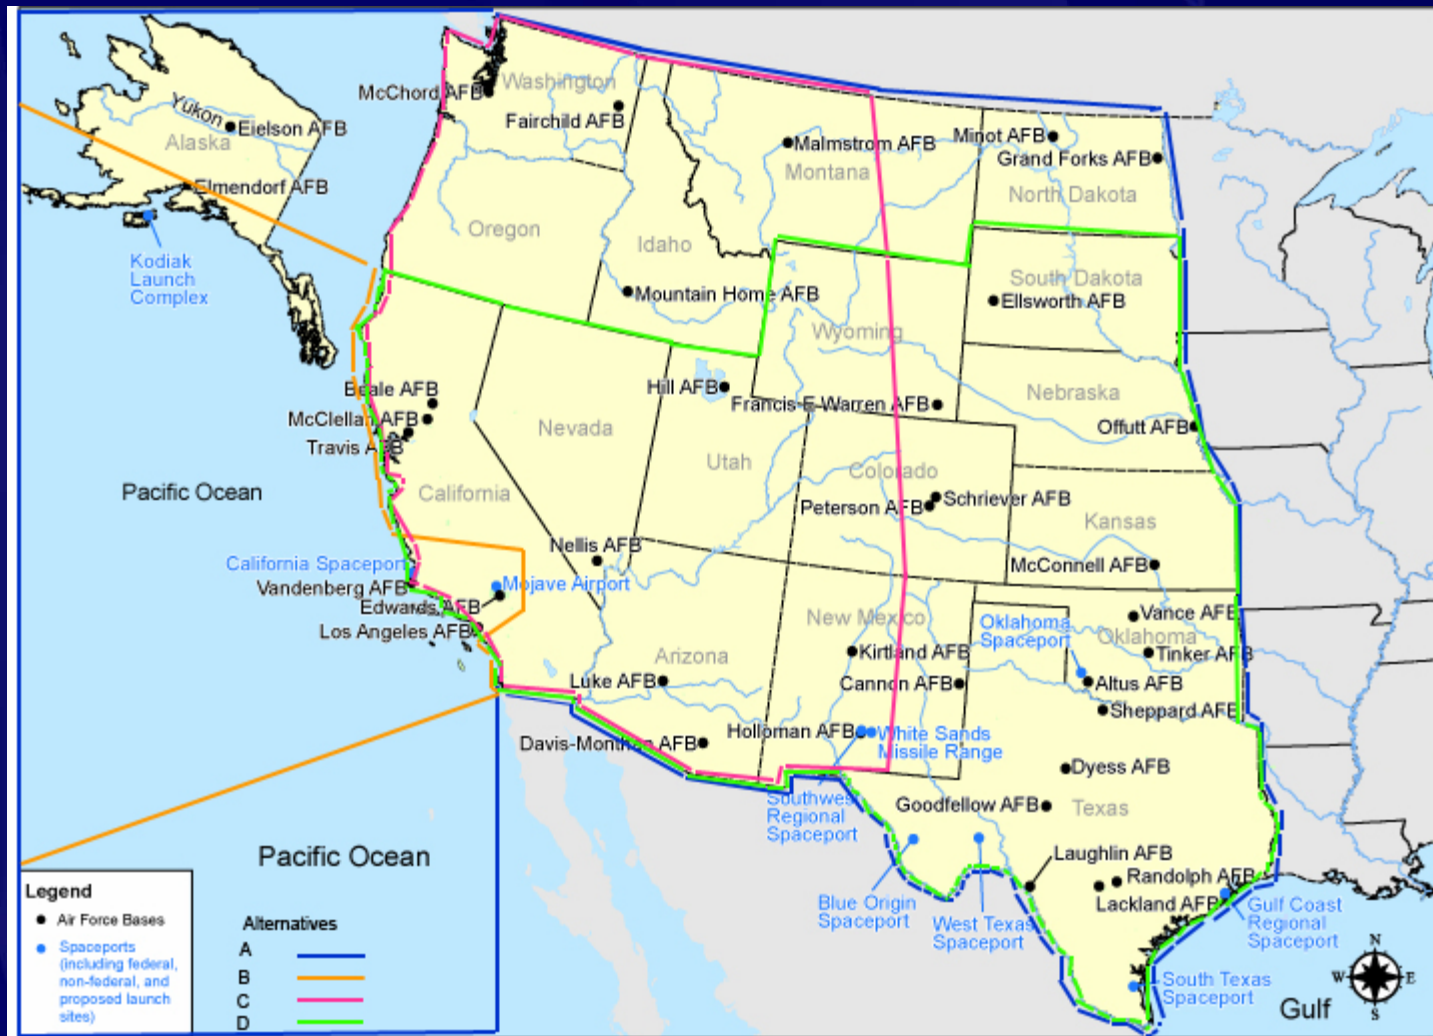 Washington
McChord AFB
Fairchild AFB
Yukon
Eielson AFB
Alaska
Elmendorf AFB
Malmstrom AFB
Montana
Minot AFB
Grand Forks AFB
North Dakota
Oregon
Idaho
Kodiak
Launch
Complex
Mountain Home AFB
South Dakota
Ellsworth AFB
Wyoming
Beale AFB
McClellan AFB
Travis AFB
Hill AFB
Francis E Warren AFB
Nebraska
Offutt AFB
Nevada
Utah
Colorado
Pacific Ocean
California
Peterson AFB
Schriever AFB
Kansas
Nellis AFB
McConnell AFB
California Spaceport
Vandenberg AFB
Mojave Airport
Edwards AFB
Los Angeles AFB
New Mexico
Oklahoma
Spaceport
Vance AFB
Oklahoma
Tinker AFB
Arizona
Kirtland AFB
Luke AFB
Cannon AFB
Altus AFB
Sheppard AFB
Davis-Monthan AFB
Holloman AFB
White Sands
Missile Range
Dyess AFB
Southwest
Regional
Spaceport
Goodfellow AFB
Texas
Pacific Ocean
Laughlin AFB
Randolph AFB
Lackland AFB
Blue Origin
Spaceport
West Texas
Spaceport
Gulf Coast
Regional
Spaceport
South Texas
Spaceport
Gulf
N
W
E
S
Legend
Air Force Bases
Spaceports
(including federal,
non-federal, and
proposed launch
sites)
Alternatives
A
B
C
D